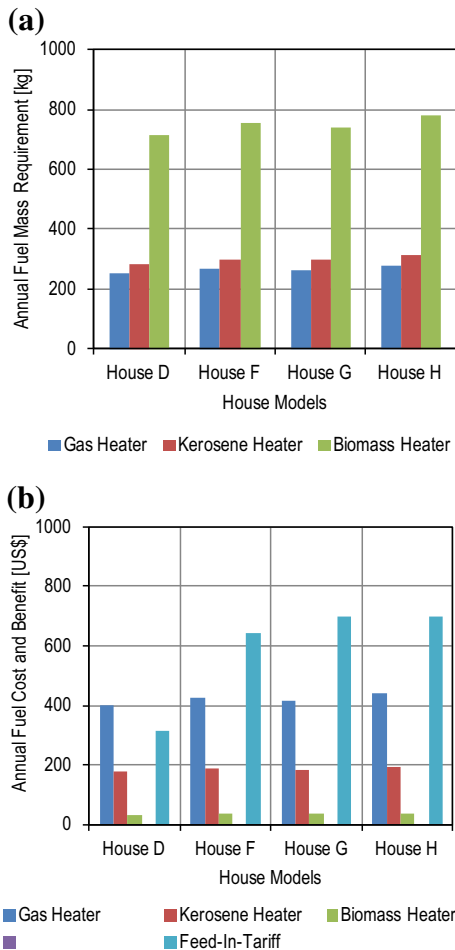 (a)
Annual Fuel Mass Requirement [kg]
1000
800
600
400
200
0
House D House F House G House H
House Models
Gas Heater Kerosene Heater Biomass Heater
(b)
Annual Fuel Cost and Benefit [US$]
1000
800
600
400
200
0
House D House F House G House H
House Models
Gas Heater Kerosene Heater Biomass Heater
Feed-In-Tariff